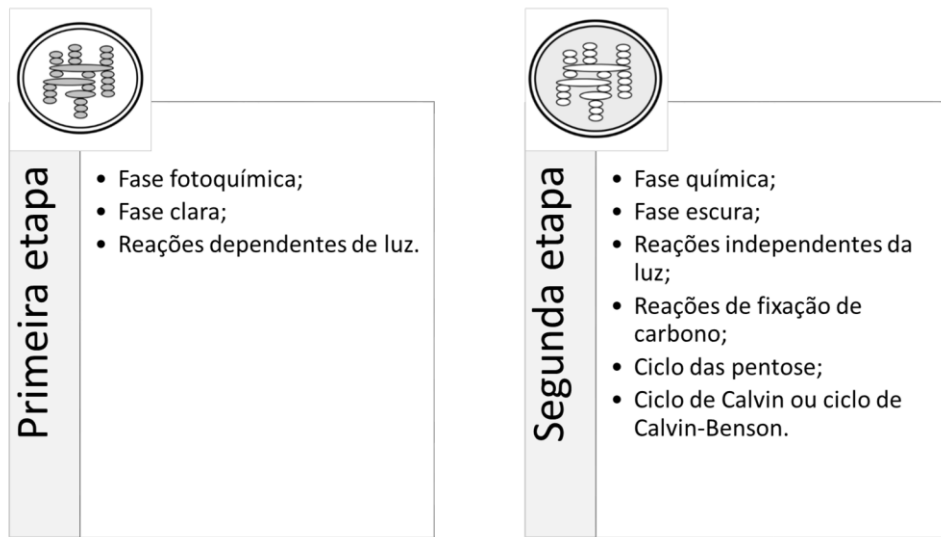 Primeira etapa
• Fase fotoquímica;
• Fase clara;
• Reações dependentes de luz.
Segunda etapa
• Fase química;
• Fase escura;
• Reações independentes da
luz;
• Reações de fixação de
carbono;
• Ciclo das pentose;
• Ciclo de Calvin ou ciclo de
Calvin-Benson.